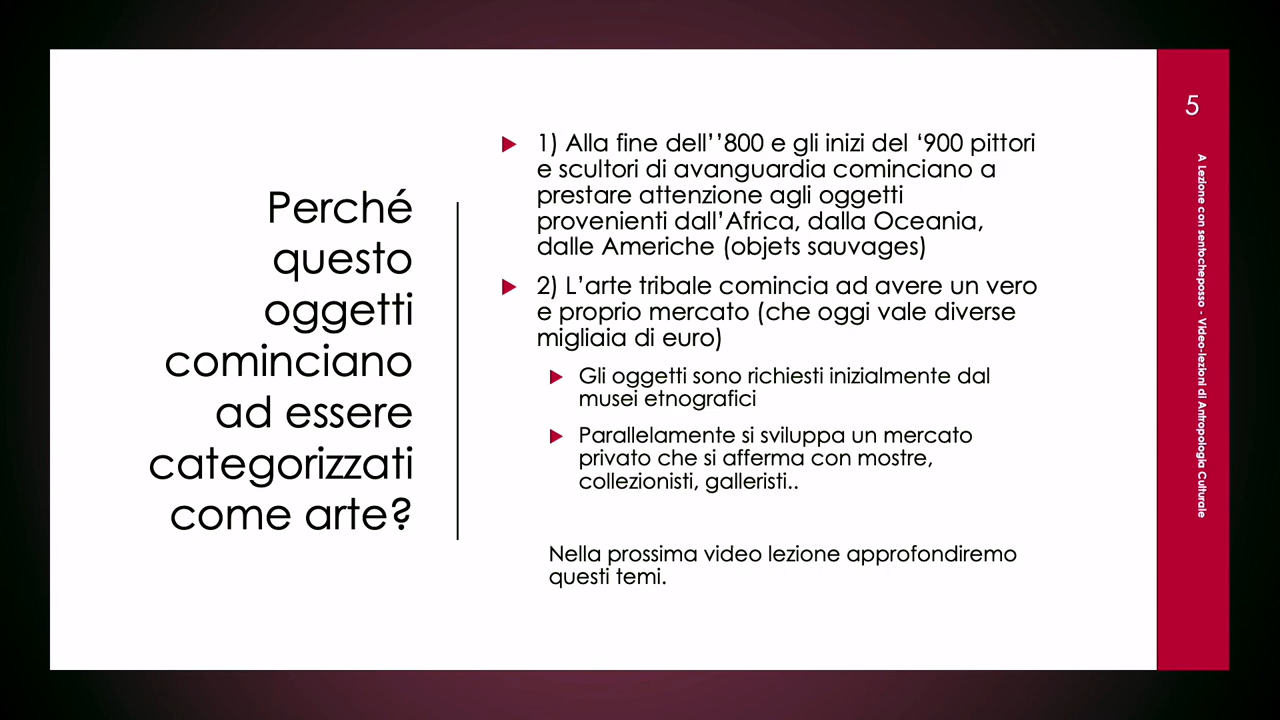 Perché
questo
oggetti
cominciano
ad essere
categorizzati
come arte?
1) Alla fine dell’’800 e gli inizi del ‘900 pittori
e scultori di avanguardia cominciano a
prestare attenzione agli oggetti
provenienti dall’Africa, dalla Oceania,
dalle Americhe (objets sauvages)
2) L’arte tribale comincia ad avere un vero
e proprio mercato (che oggi vale diverse
migliaia di euro)
Gli oggetti sono richiesti inizialmente dal
musei etnografici
Parallelamente si sviluppa un mercato
privato che si afferma con mostre,
collezionisti, galleristi..
Nella prossima video lezione approfondiremo
questi temi.
5
A Lezione con sentocheposso - Video-lezioni di Antropologia Culturale